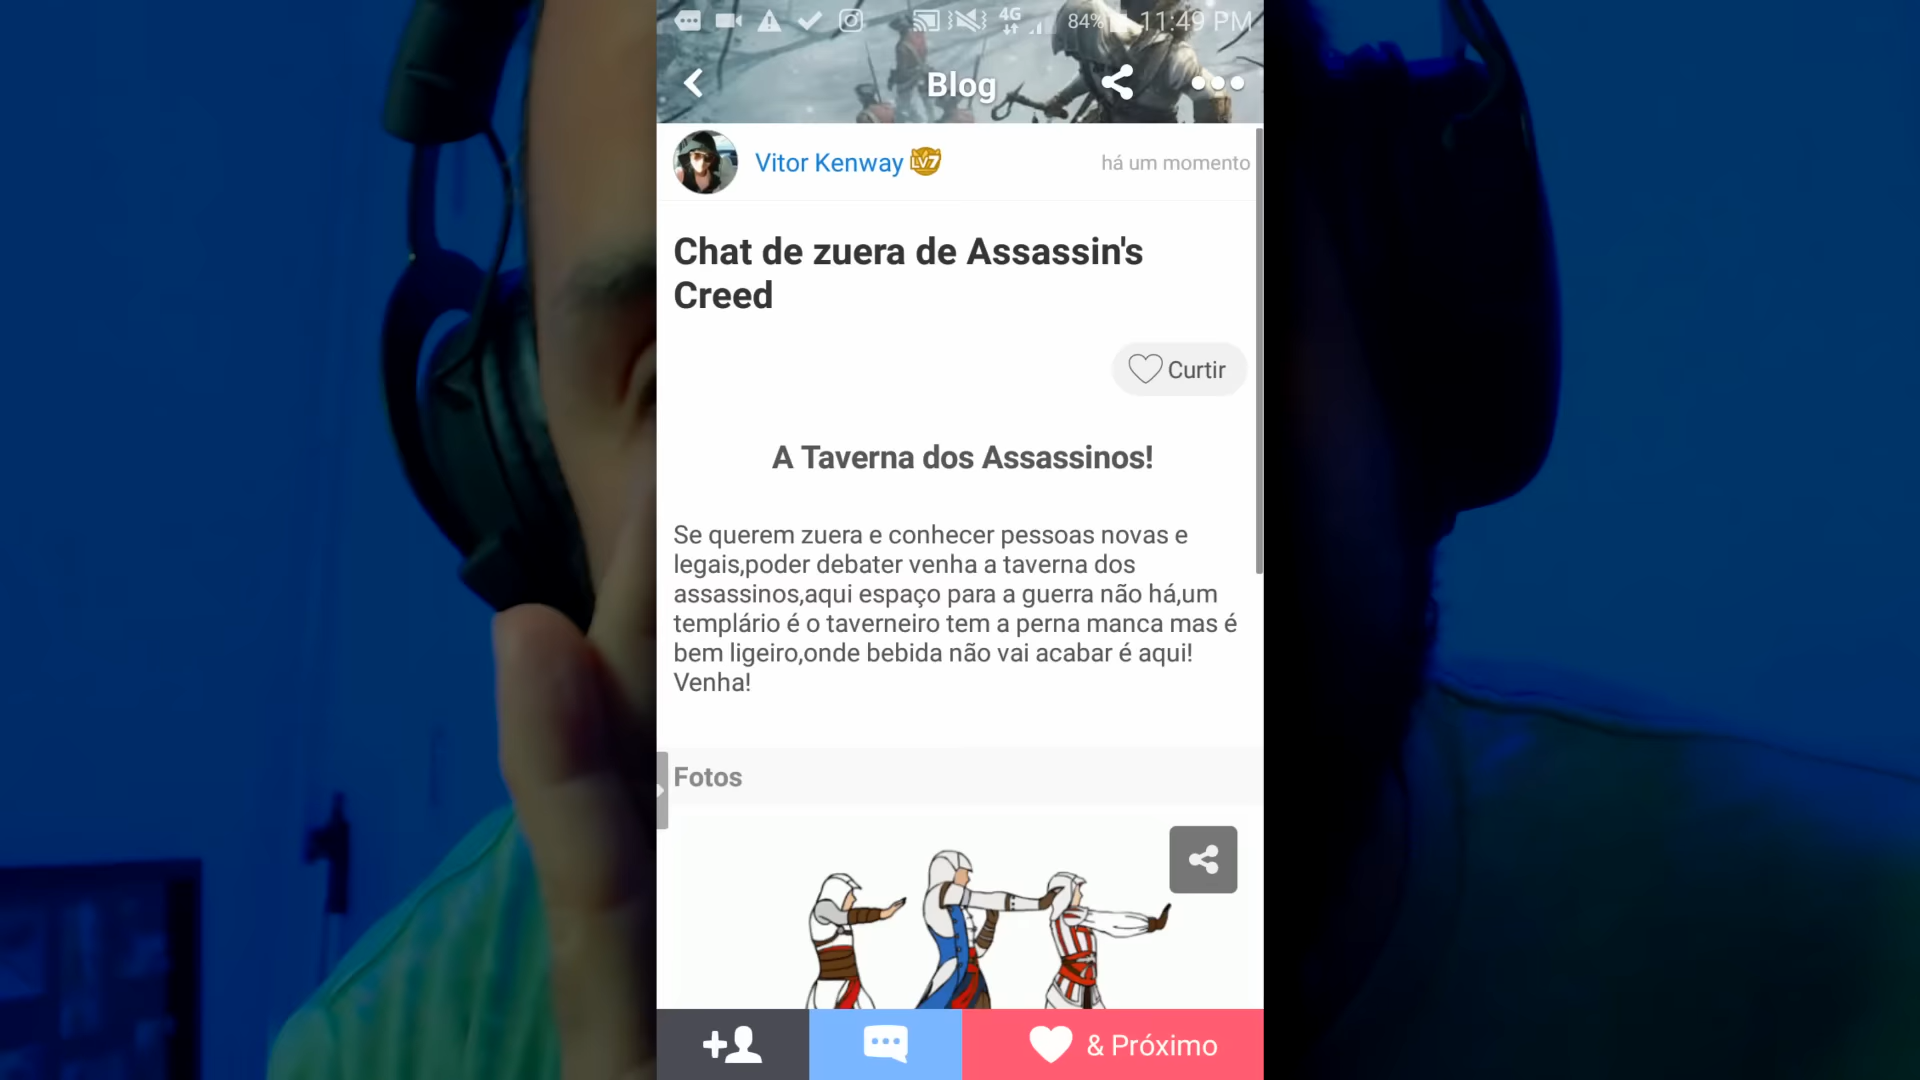 4G 84% 11:49 PM
Blog
Vitor Kenway LV7 há um momento
Chat de zuera de Assassin's
Creed
Curtir
A Taverna dos Assassinos!
Se querem zuera e conhecer pessoas novas e
legais,poder debater venha a taverna dos
assassinos,aqui espaço para a guerra não há,um
templário é o taverneiro tem a perna manca mas é
bem ligeiro,onde bebida não vai acabar é aqui!
Venha!
Fotos
& Próximo